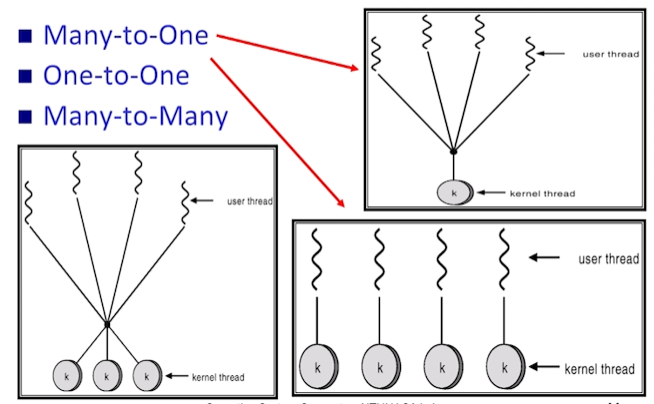 Many-to-One
One-to-One
Many-to-Many
user thread
k
kernel thread
user thread
k k k
kernel thread
user thread
k k k k
kernel thread